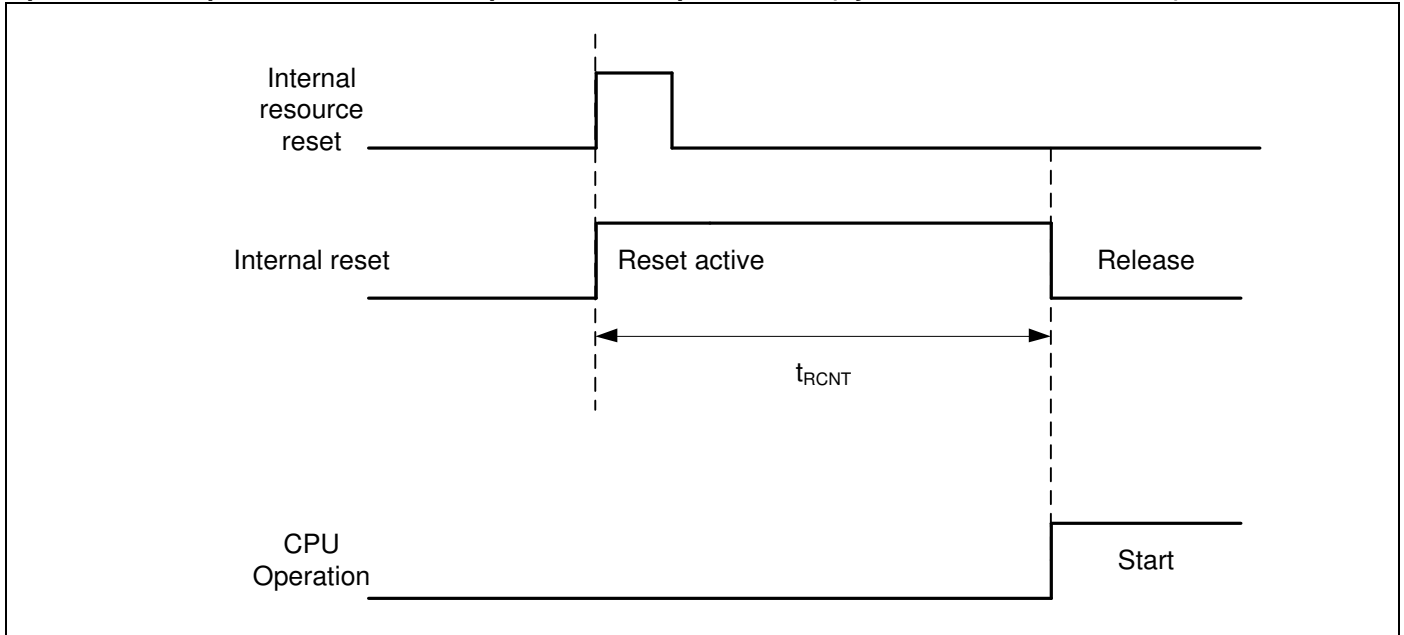 Internal
resource
reset
Internal reset
Reset active
Release
tRCNT
CPU
Operation
Start